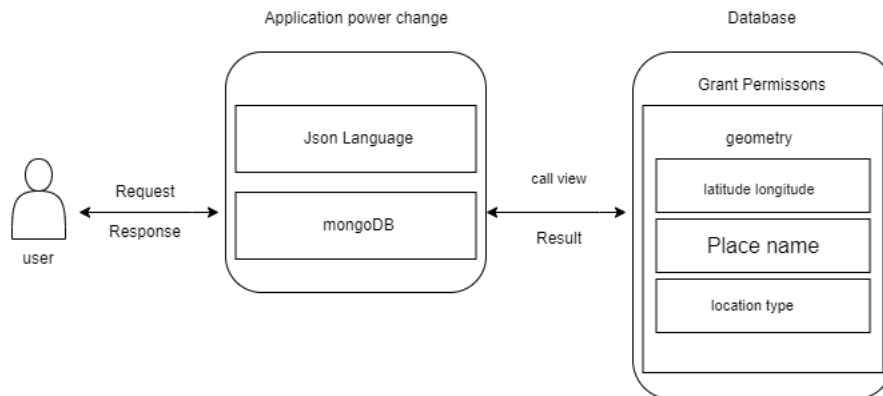 Application power change
Database
Grant Permissons
Json Language
geometry
latitude longitude
call view
Request
mongoDB
Response
Result
Place name
user
location type